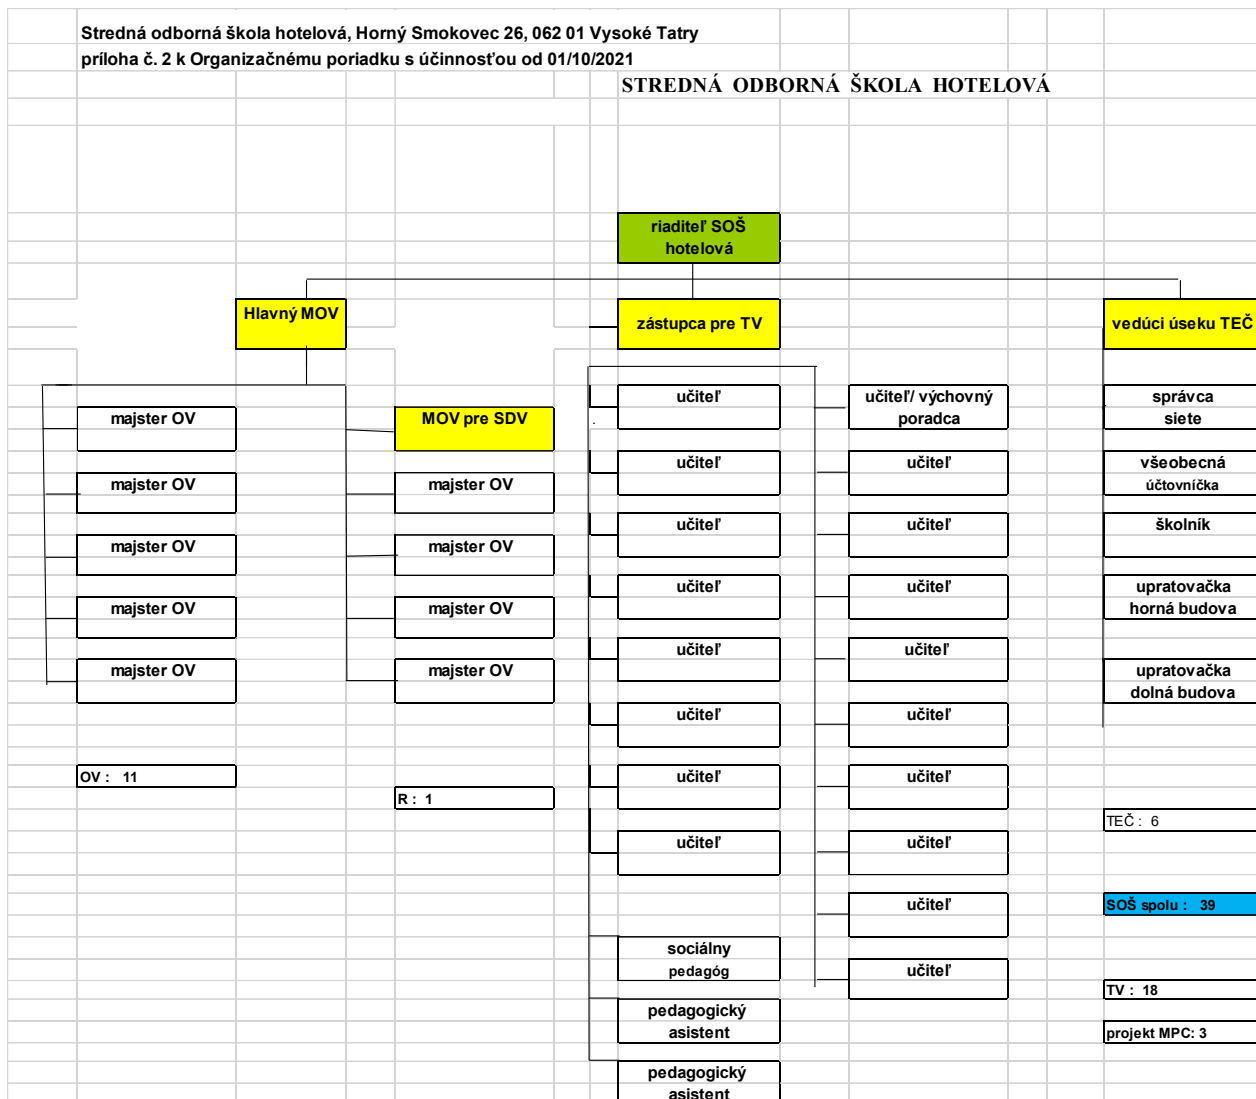 Stredná odborná škola hotelová, Horný Smokovec 26, 062 01 Vysoké Tatry
príloha č. 2 k Organizačnému poriadku s účinnosťou od 01/10/2021
STREDNÁ ODBORNÁ ŠKOLA HOTELOVÁ
riaditeľ SOŠ
hotelová
Hlavný MOV
zástupca pre TV
vedúci úseku TEČ
majster OV
majster OV
majster OV
majster OV
majster OV
OV : 11
MOV pre SDV
majster OV
majster OV
majster OV
majster OV
R : 1
učiteľ
učiteľ
učiteľ
učiteľ
učiteľ
učiteľ
učiteľ
učiteľ
sociálny
pedagóg
pedagogický
asistent
pedagogický
asistent
učiteľ/ výchovný
poradca
učiteľ
učiteľ
učiteľ
učiteľ
učiteľ
učiteľ
učiteľ
učiteľ
učiteľ
správca
siete
všeobecná
účtovníčka
školník
upratovačka
horná budova
upratovačka
dolná budova
TEČ : 6
SOŠ spolu : 39
TV : 18
projekt MPC: 3